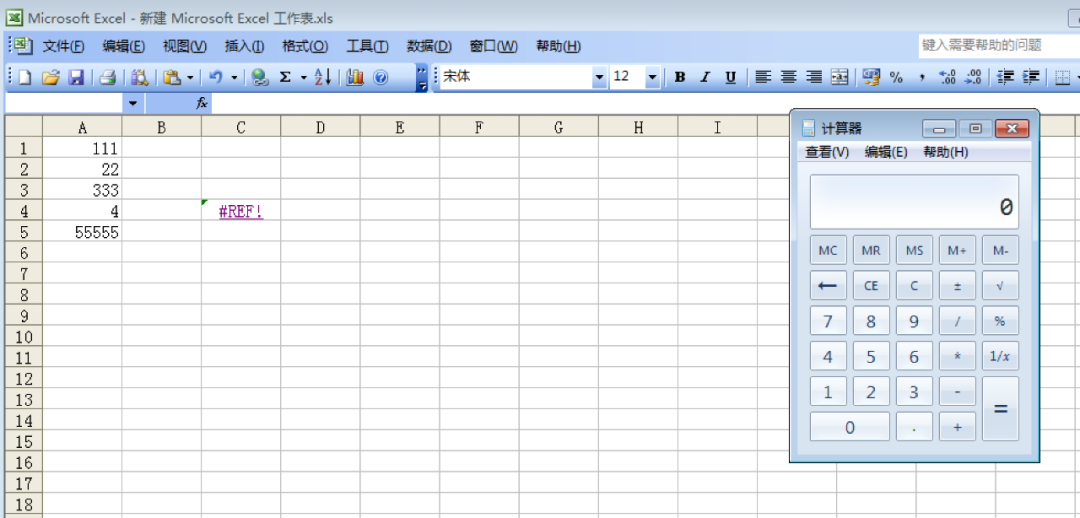 Microsoft Excel - 新建 Microsoft Excel 工作表.xls
文件(F) 编辑(E) 视图(V) 插入(I) 格式(O) 工具(T) 数据(D) 窗口(W) 帮助(H) 键入需要帮助的问题
Σ 宋体 12 B I U % ,
fx
A B C D E F G H I
1 111
2 22
3 333
4 4 #REF!
5 55555
6
7
8
9
10
11
12
13
14
15
16
17
18
计算器
查看(V) 编辑(E) 帮助(H)
0
MC MR MS M+ M-
← CE C ± √
7 8 9 / %
4 5 6 * 1/x
1 2 3 - =
0 . +